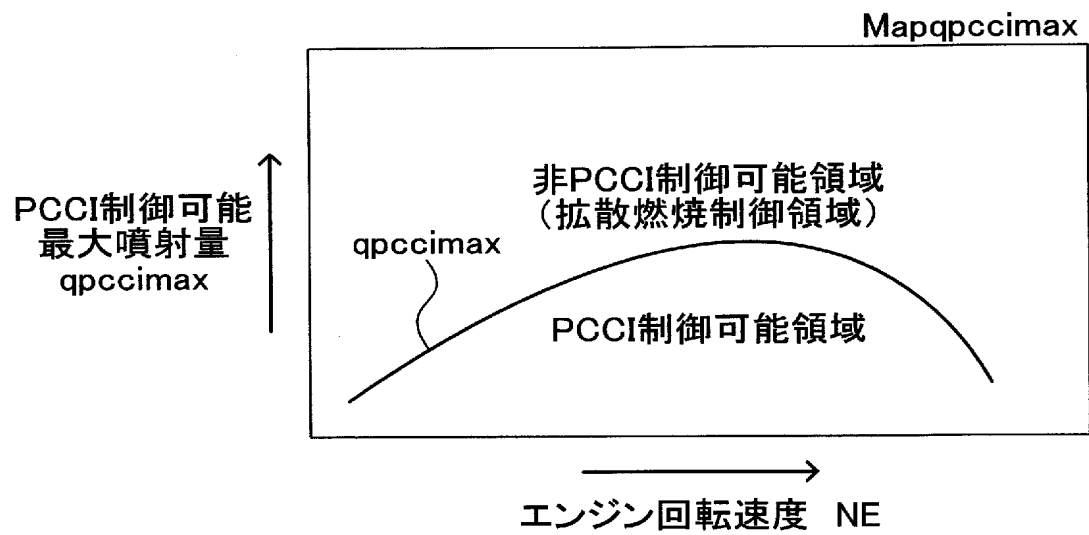 Mapqpccimax
PCCI制御可能
最大噴射量
qpccimax
非PCCI制御可能領域
(拡散燃焼制御領域)
qpccimax
PCCI制御可能領域
エンジン回転速度 NE